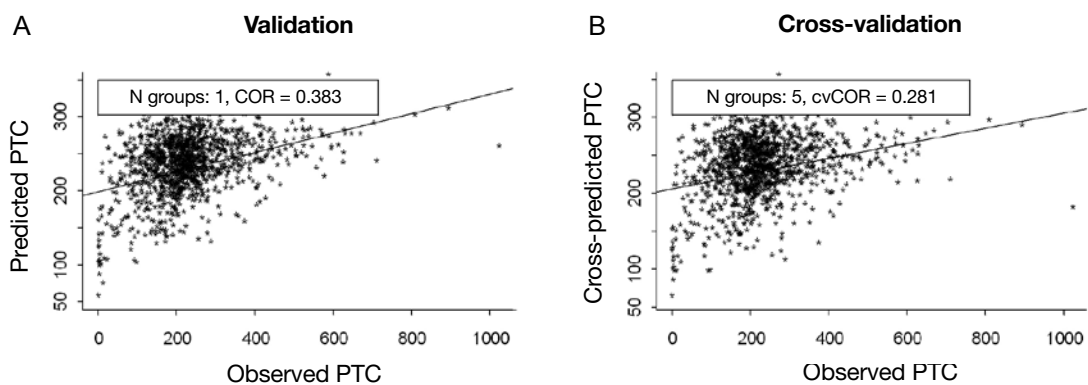 A
Validation
N groups: 1, COR = 0.383
Predicted PTC
300
200
100
50
0
200
400
600
800
1000
Observed PTC
B
Cross-validation
N groups: 5, cvCOR = 0.281
Cross-predicted PTC
300
200
100
50
0
200
400
600
800
1000
Observed PTC